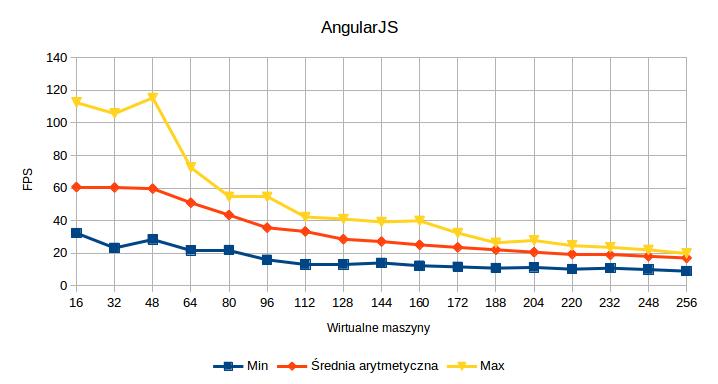 AngularJS
140
120
100
80
60
40
20
0
FPS
16 32 48 64 80 96 112 128 144 160 172 188 204 220 232 248 256
Wirtualne maszyny
Min Średnia arytmetyczna Max